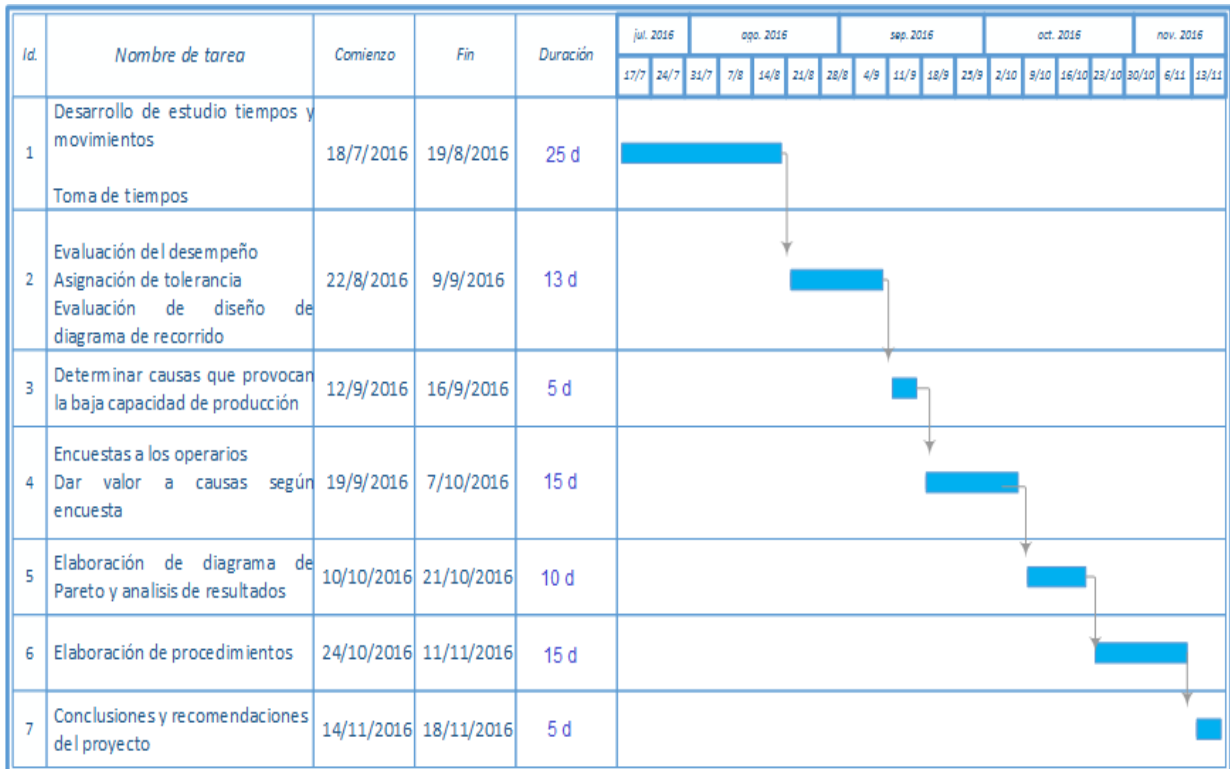 Id.
Nombre de tarea
Comienzo
Fin
Duración
jul. 2016
ago. 2016
sep. 2016
oct. 2016
nov. 2016
17/7
24/7
31/7
7/8
14/8
21/8
28/8
4/9
11/9
18/9
25/9
2/10
9/10
16/10
23/10
30/10
6/11
13/11
1
Desarrollo de estudio tiempos y
movimientos
Toma de tiempos
18/7/2016
19/8/2016
25 d
2
Evaluación del desempeño
Asignación de tolerancia
Evaluación de diseño de
diagrama de recorrido
22/8/2016
9/9/2016
13 d
3
Determinar causas que provocan
la baja capacidad de producción
12/9/2016
16/9/2016
5 d
4
Encuestas a los operarios
Dar valor a causas según
encuesta
19/9/2016
7/10/2016
15 d
5
Elaboración de diagrama de
Pareto y analisis de resultados
10/10/2016
21/10/2016
10 d
6
Elaboración de procedimientos
24/10/2016
11/11/2016
15 d
7
Conclusiones y recomendaciones
del proyecto
14/11/2016
18/11/2016
5 d